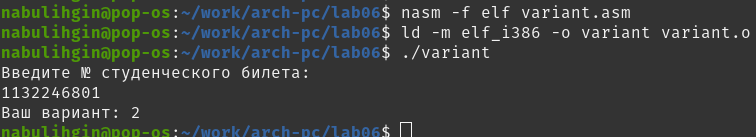 nabulihgin@pop-os:~/work/arch-pc/lab06$ nasm -f elf variant.asm
nabulihgin@pop-os:~/work/arch-pc/lab06$ ld -m elf_i386 -o variant variant.o
nabulihgin@pop-os:~/work/arch-pc/lab06$ ./variant
Введите № студенческого билета:
1132246801
Ваш вариант: 2
nabulihgin@pop-os:~/work/arch-pc/lab06$